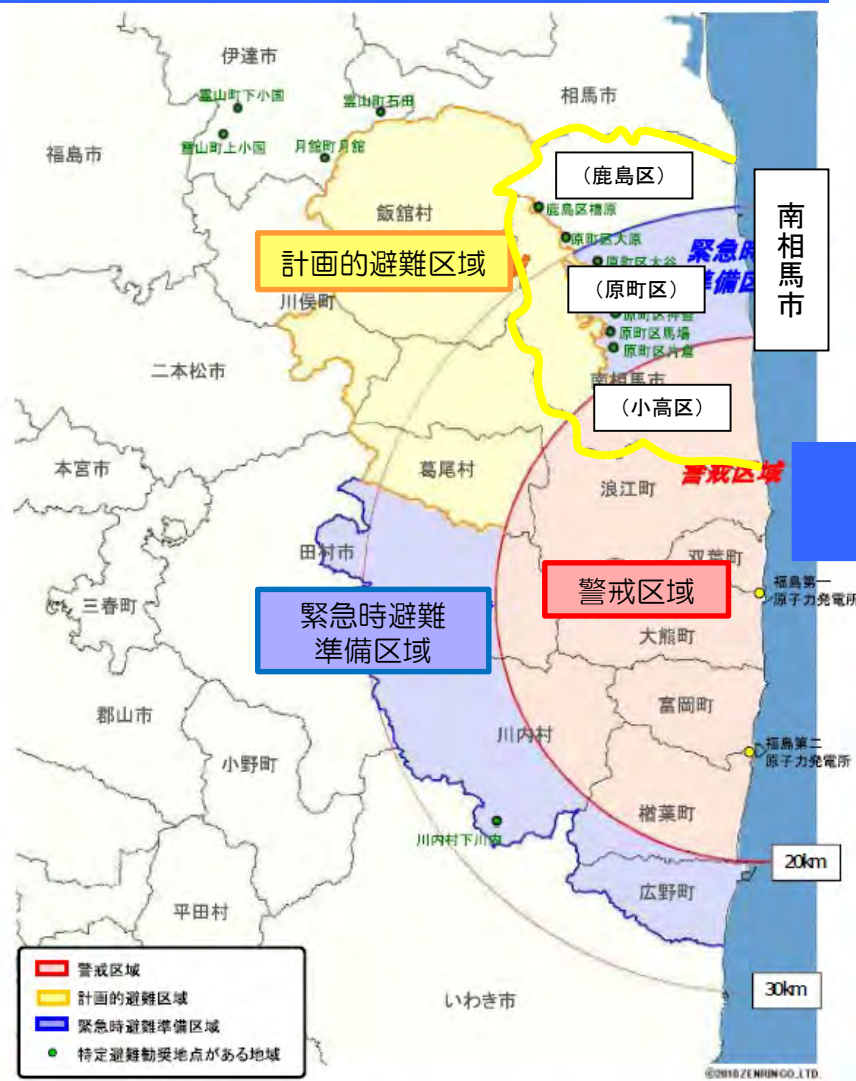 伊達市
霊山町下小国
霊山町石田
相馬市
福島市
霊山町上小国
月舘町月舘
(鹿島区)
南相馬市
飯舘村
鹿島区橲原
原町区大原
計画的避難区域
原町区大谷
緊急時
準備区
(原町区)
川俣町
原町区馬場
原町区片倉
二本松市
南相馬市
(小高区)
本宮市
葛尾村
警戒区域
浪江町
田村市
双葉町
三春町
緊急時避難
準備区域
警戒区域
福島第一
原子力発電所
大熊町
郡山市
富岡町
川内村
小野町
福島第二
原子力発電所
楢葉町
川内村下川内
20km
広野町
平田村
警戒区域
計画的避難区域
緊急時避難準備区域
特定避難勧奨地点がある地域
いわき市
30km
©2010 ZENRIN CO., LTD.